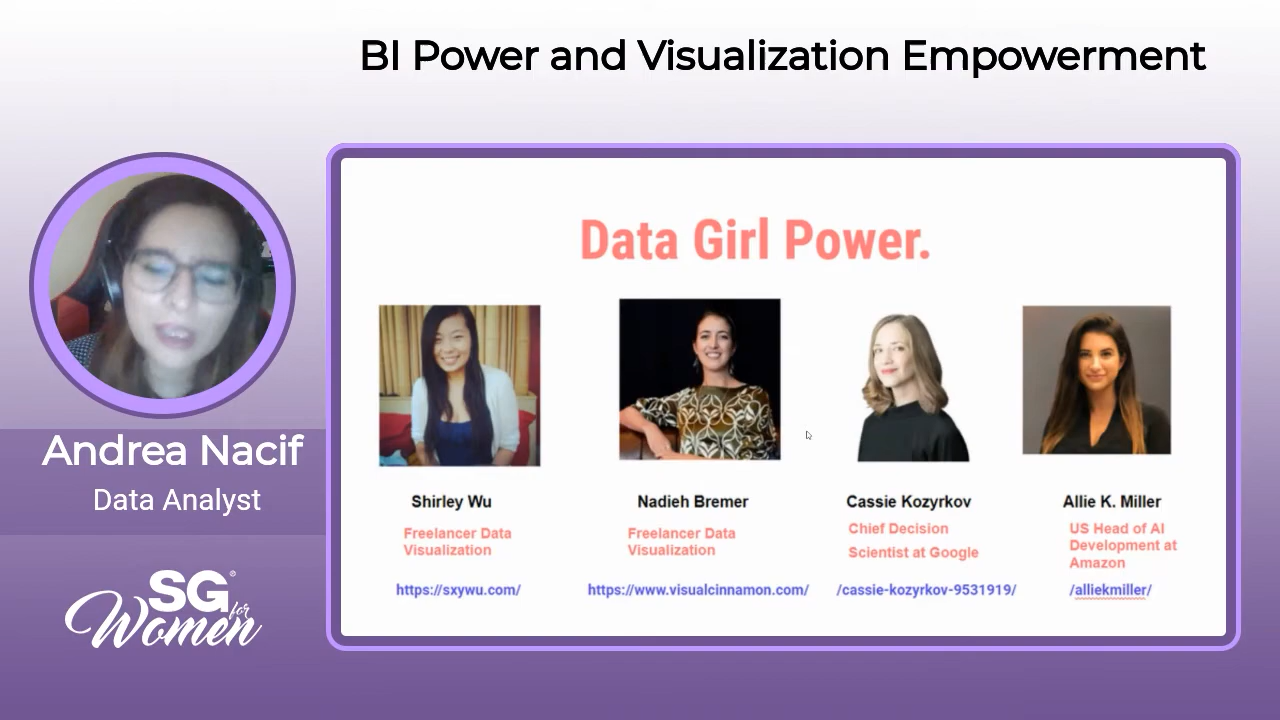 BI Power and Visualization Empowerment
Data Girl Power.
Shirley Wu
Freelancer Data
Visualization
https://sxywu.com/
Nadieh Bremer
Freelancer Data
Visualization
https://www.visualcinnamon.com/
Cassie Kozyrkov
Chief Decision
Scientist at Google
/cassie-kozyrkov-9531919/
Allie K. Miller
US Head of AI
Development at
Amazon
/alliekmiller/
Andrea Nacif
Data Analyst
SG®
for
Women